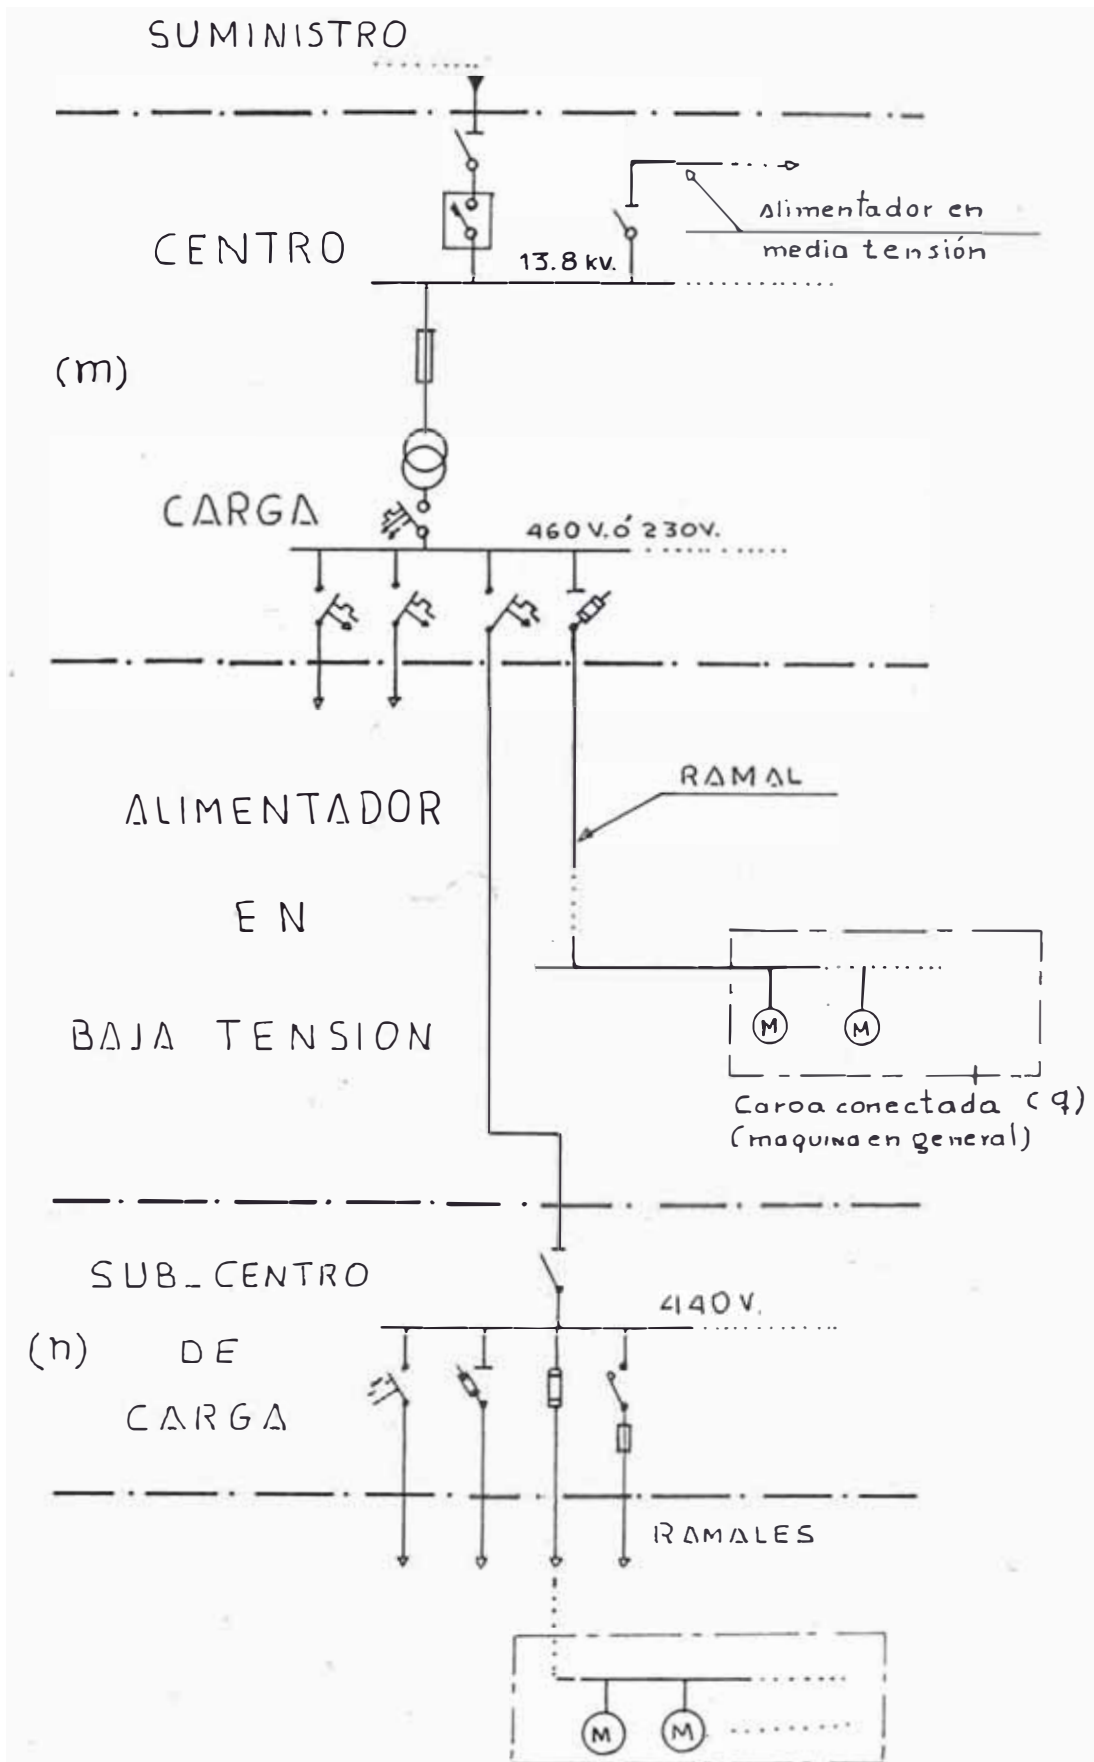 SUMINISTRO
CENTRO
13.8 kv.
alimentador en
media tensión
(m)
CARGA
460 V. ó 230V.
RAMAL
ALIMENTADOR
EN
BAJA TENSION
M M
Caroa conectada (q)
(maquina en general)
SUB_CENTRO
440 V.
(n) DE
CARGA
RAMALES
M M